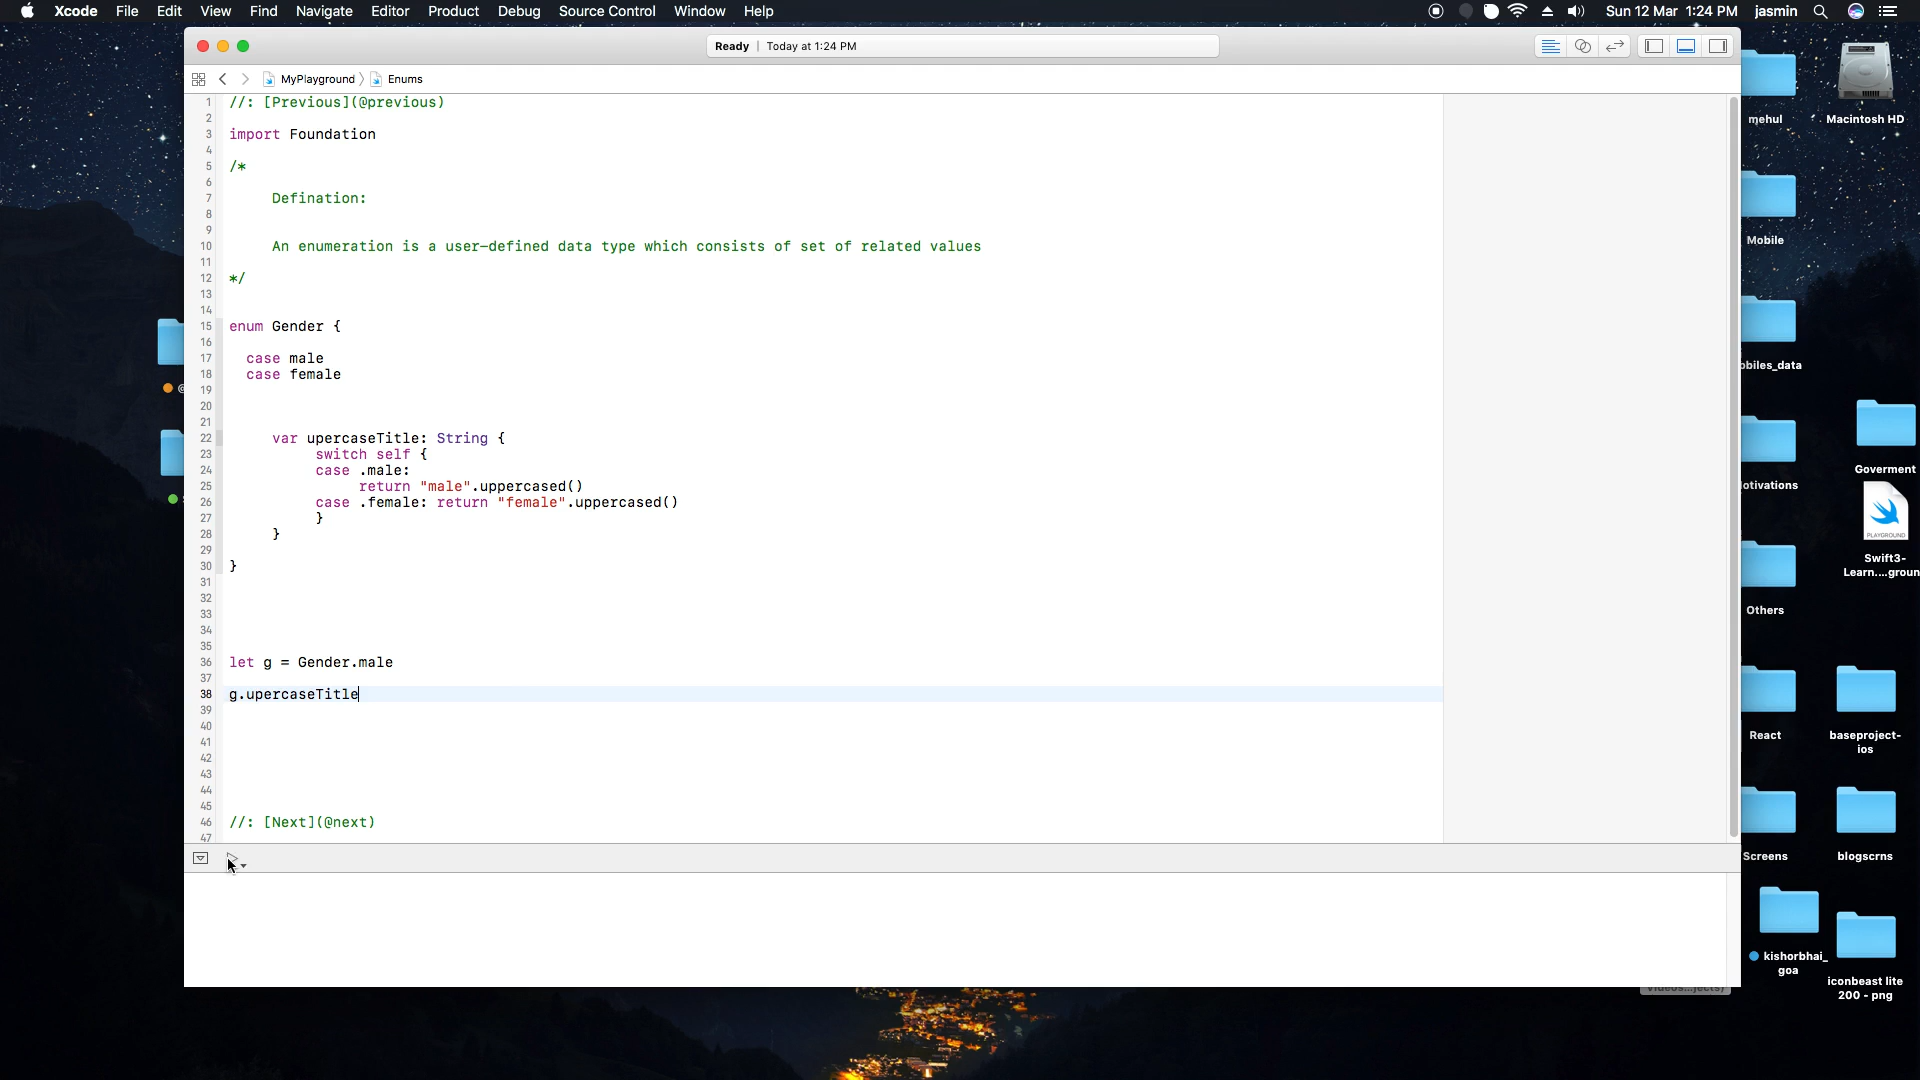 Xcode File Edit View Find Navigate Editor Product Debug Source Control Window Help Sun 12 Mar 1:24 PM jasmin
Ready | Today at 1:24 PM
MyPlayground Enums
1 //: [Previous](@previous)
2
3 import Foundation
4
5 /*
6
7 Defination:
8
9
10 An enumeration is a user-defined data type which consists of set of related values
11
12 */
13
14
15 enum Gender {
16
17 case male
18 case female
19
20
21
22 var upercaseTitle: String {
23 switch self {
24 case .male:
25 return "male".uppercased()
26 case .female: return "female".uppercased()
27 }
28 }
29
30 }
31
32
33
34
35
36 let g = Gender.male
37
38 g.upercaseTitle
39
40
41
42
43
44
45
46 //: [Next](@next)
47
mehul
Macintosh HD
Mobile
obiles_data
Goverment
otivations
PLAYGROUND
Swift3-
Learn....groun
Others
React
baseproject-
ios
Screens
blogscrns
kishorbhai_
goa
iconbeast lite
200 - png